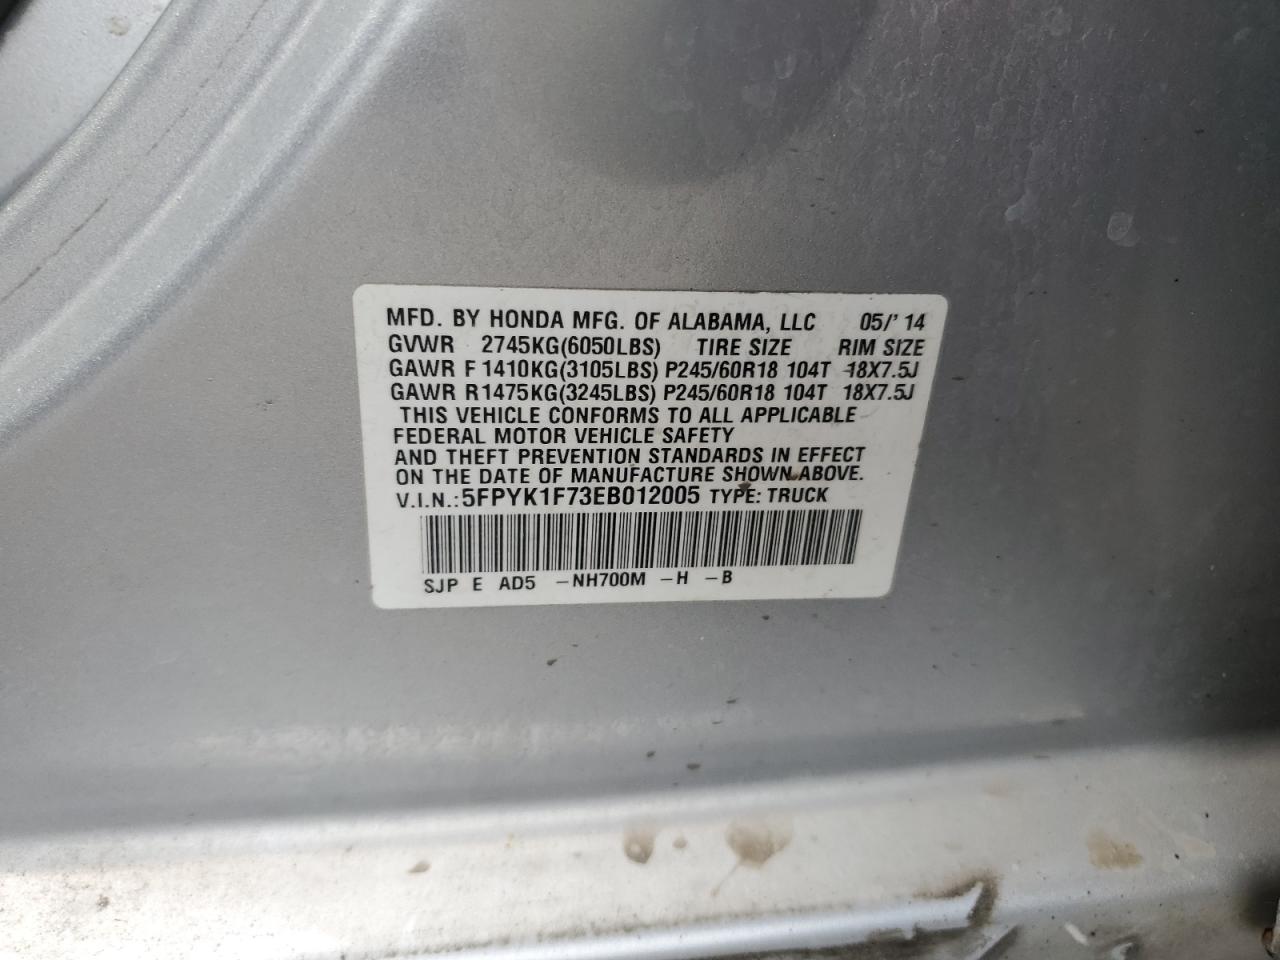 MFD. BY HONDA MFG. OF ALABAMA, LLC 05/' 14
GVWR 2745KG(6050LBS) TIRE SIZE RIM SIZE
GAWR F 1410KG(3105LBS) P245/60R18 104T 18X7.5J
GAWR R 1475KG(3245LBS) P245/60R18 104T 18X7.5J
THIS VEHICLE CONFORMS TO ALL APPLICABLE
FEDERAL MOTOR VEHICLE SAFETY
AND THEFT PREVENTION STANDARDS IN EFFECT
ON THE DATE OF MANUFACTURE SHOWN ABOVE.
V.I.N.: 5FPYK1F73EB012005 TYPE: TRUCK
SJP E AD5 -NH700M -H -B